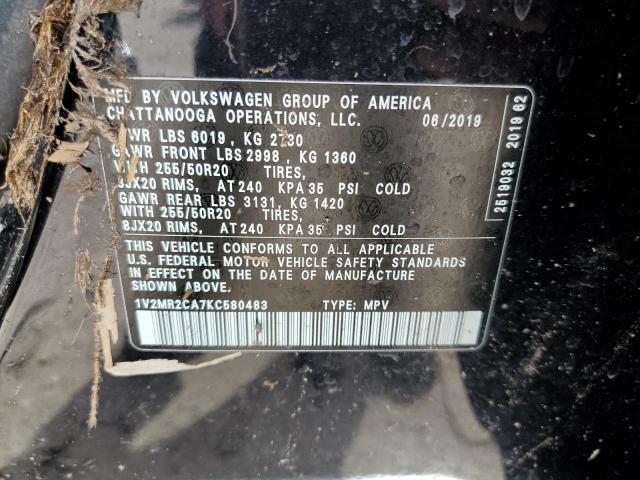 MFD BY VOLKSWAGEN GROUP OF AMERICA
CHATTANOOGA OPERATIONS, LLC. 06/2019
GVWR LBS 6019, KG 2730
GAWR FRONT LBS 2998, KG 1360
WITH 255/50R20 TIRES,
8JX20 RIMS, AT 240 KPA 35 PSI COLD
GAWR REAR LBS 3131, KG 1420
WITH 255/50R20 TIRES,
8JX20 RIMS, AT 240 KPA 35 PSI COLD
THIS VEHICLE CONFORMS TO ALL APPLICABLE
U.S. FEDERAL MOTOR VEHICLE SAFETY STANDARDS
IN EFFECT ON THE DATE OF MANUFACTURE
SHOWN ABOVE.
1V2MR2CA7KC580483 TYPE: MPV
2519032 2019 62